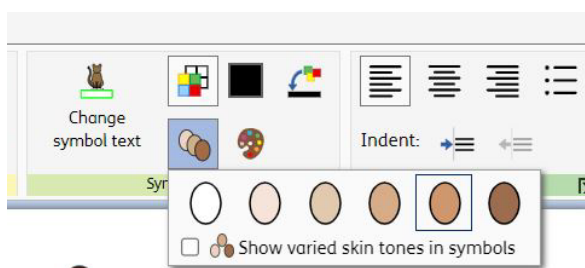 Change
symbol text
Indent:
Sy
Show varied skin tones in symbols